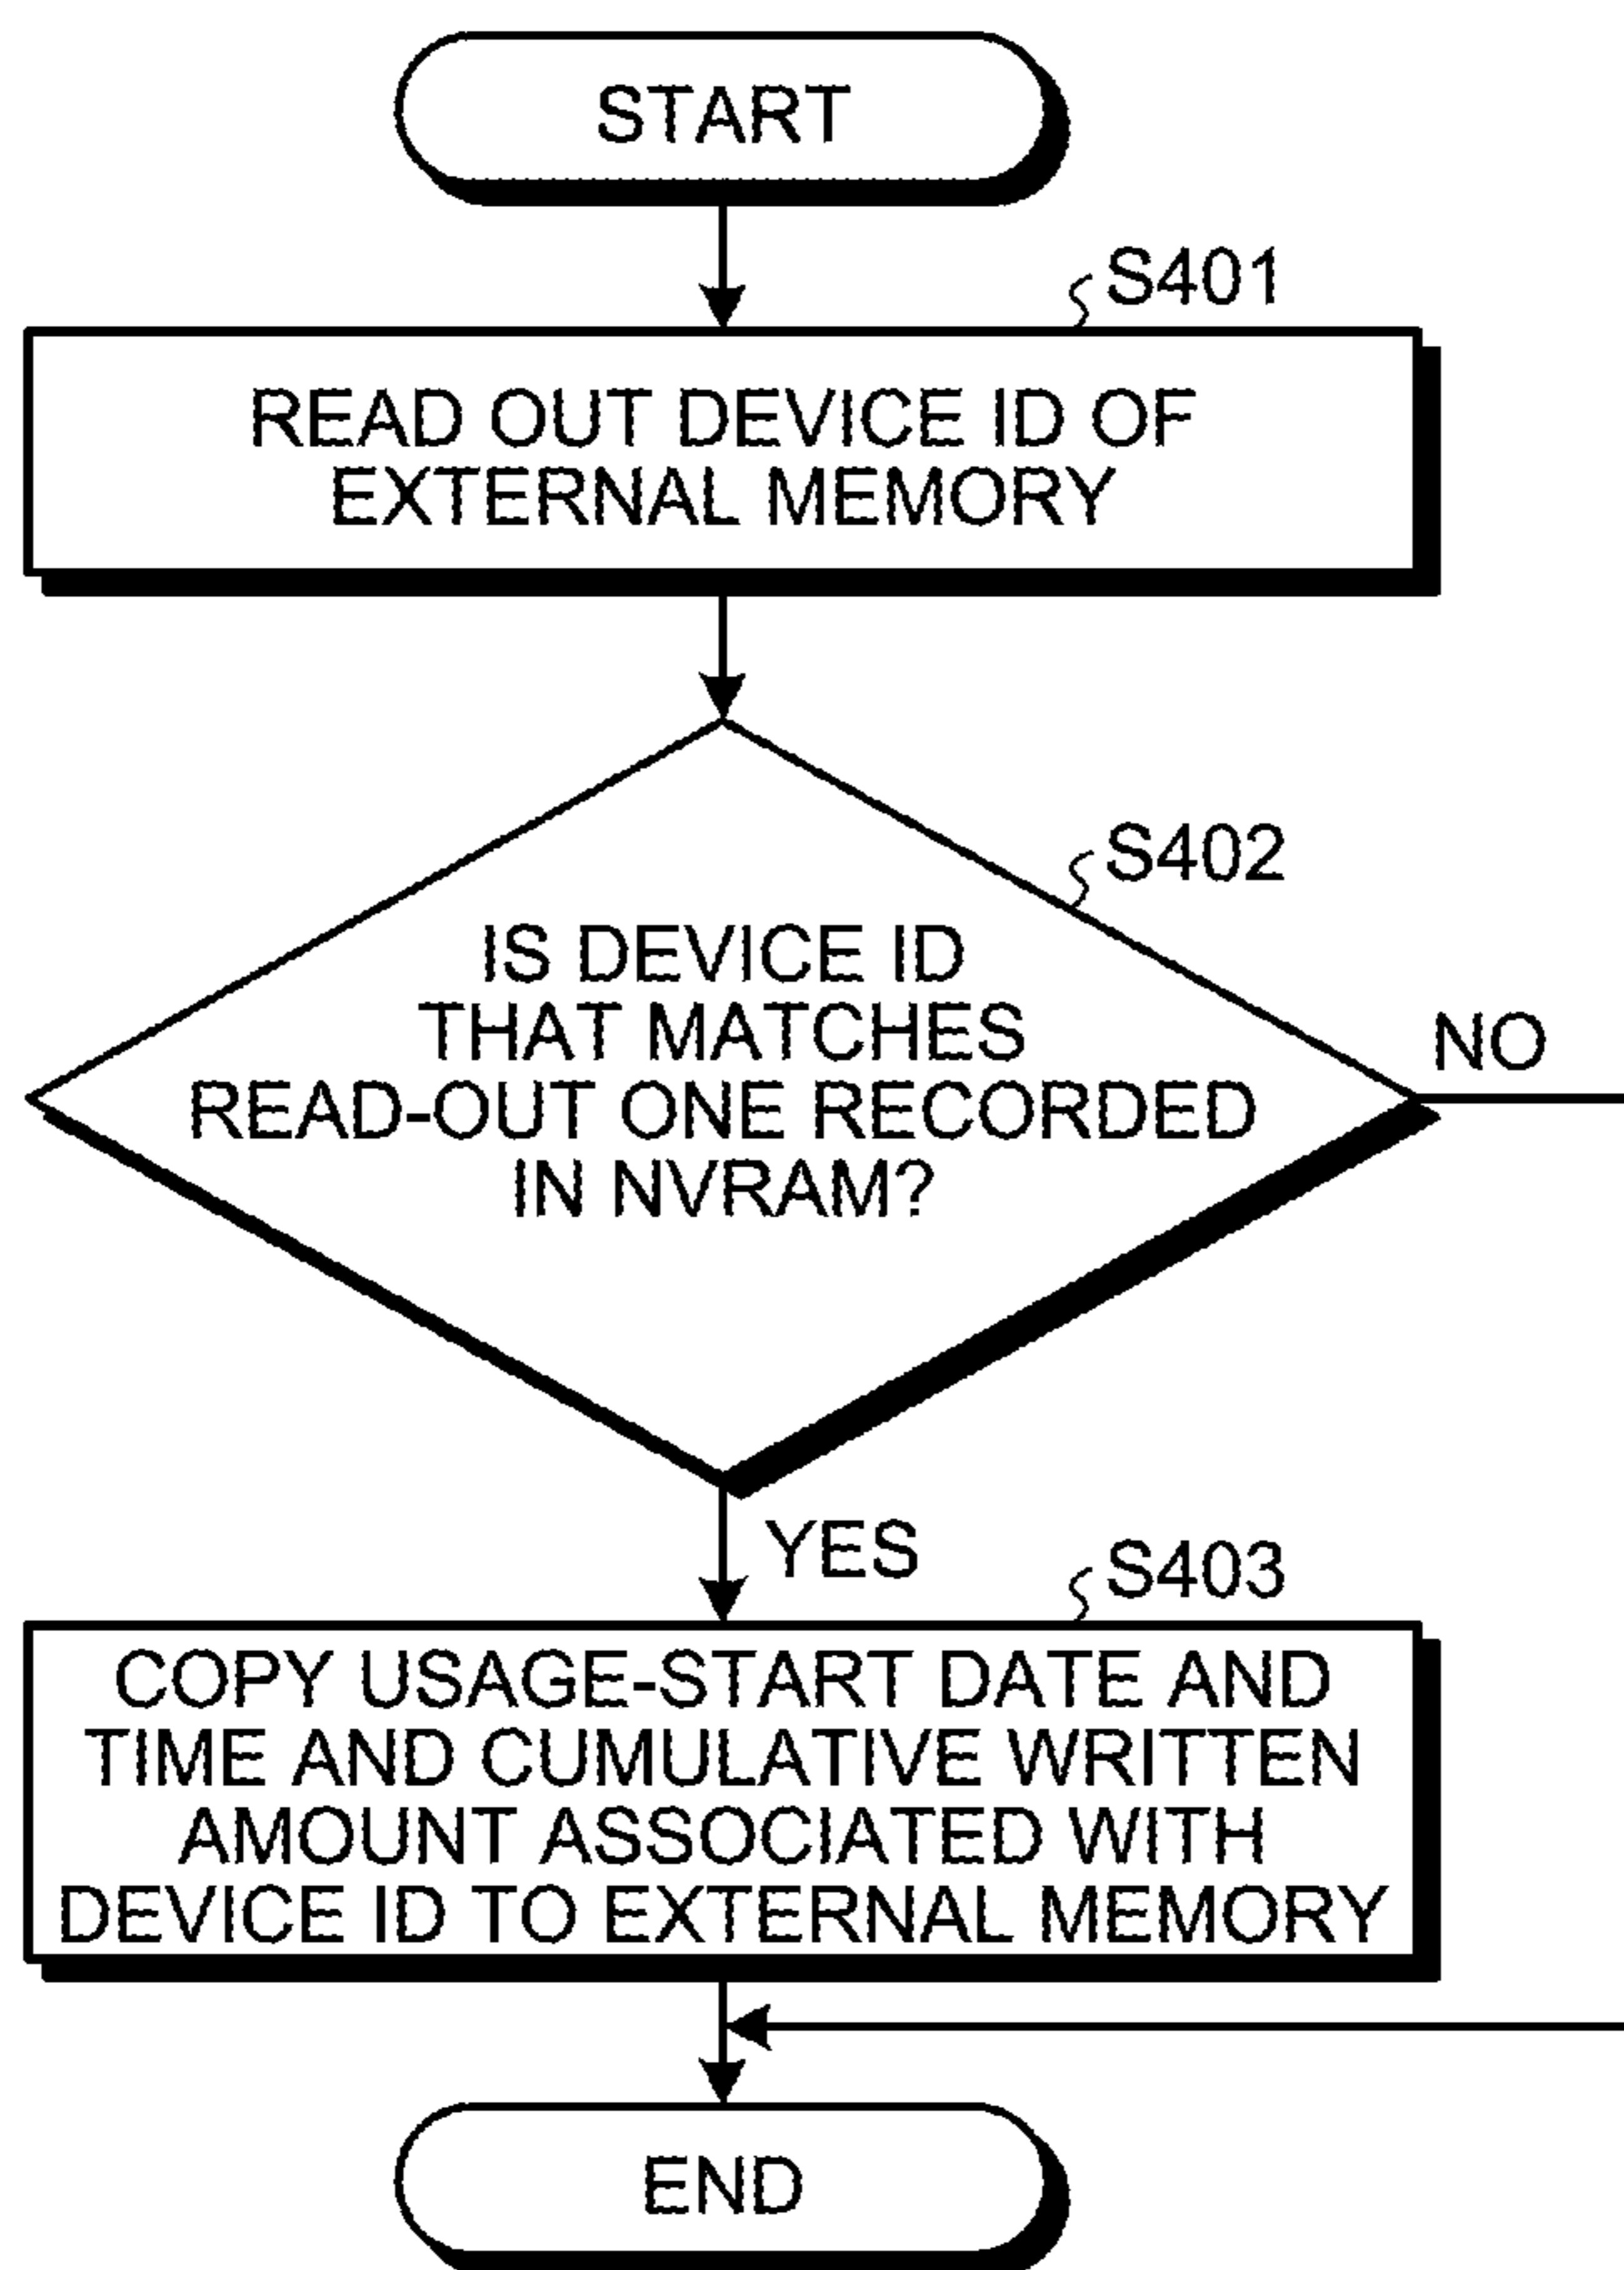 START
S401
READ OUT DEVICE ID OF
EXTERNAL MEMORY
S402
IS DEVICE ID
THAT MATCHES
READ-OUT ONE RECORDED
IN NVRAM?
NO
YES
S403
COPY USAGE-START DATE AND
TIME AND CUMULATIVE WRITTEN
AMOUNT ASSOCIATED WITH
DEVICE ID TO EXTERNAL MEMORY
END